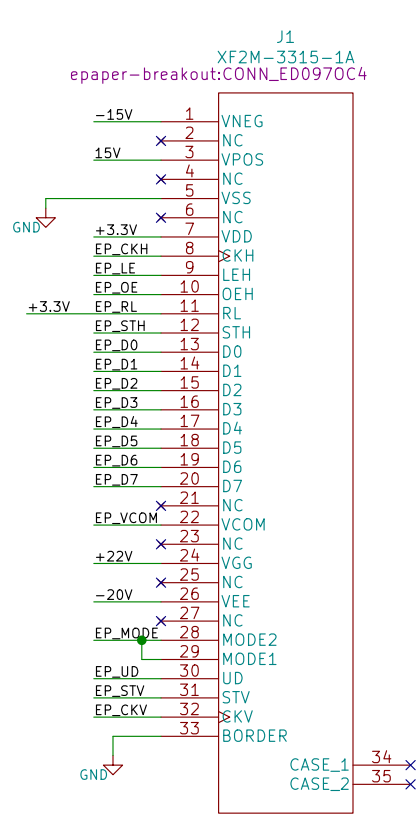 J1
XF2M-3315-1A
epaper-breakout:CONN_ED097OC4
-15V 1 VNEG
2 NC
15V 3 VPOS
4 NC
5 VSS
6 NC
GND
+3.3V 7 VDD
EP_CKH 8 CKH
EP_LE 9 LEH
EP_OE 10 OEH
+3.3V EP_RL 11 RL
EP_STH 12 STH
EP_D0 13 D0
EP_D1 14 D1
EP_D2 15 D2
EP_D3 16 D3
EP_D4 17 D4
EP_D5 18 D5
EP_D6 19 D6
EP_D7 20 D7
21 NC
EP_VCOM 22 VCOM
23 NC
+22V 24 VGG
25 NC
-20V 26 VEE
27 NC
EP_MODE 28 MODE2
29 MODE1
EP_UD 30 UD
EP_STV 31 STV
EP_CKV 32 CKV
33 BORDER
CASE_1 34
GND
CASE_2 35